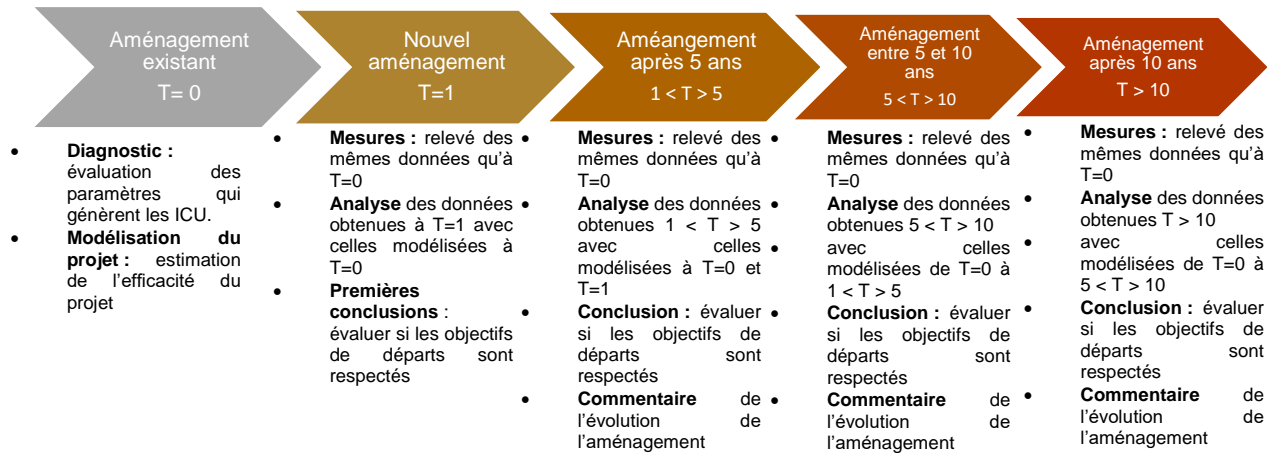 Aménagement
existant
T= 0
Nouvel
aménagement
T=1
Améangement
après 5 ans
1 < T > 5
Aménagement
entre 5 et 10
ans
5 < T > 10
Aménagement
après 10 ans
T > 10
• Diagnostic :
évaluation des
paramètres qui
génèrent les ICU.
• Modélisation du
projet : estimation
de l'efficacité du
projet
• Mesures : relevé des
mêmes données qu'à
T=0
• Analyse des données
obtenues à T=1 avec
celles modélisées à
T=0
• Premières
conclusions :
évaluer si les objectifs
de départs sont
respectés
• Mesures : relevé des
mêmes données qu'à
T=0
• Analyse des données
obtenues 1 < T > 5
avec celles
modélisées à T=0 et
T=1
• Conclusion : évaluer
si les objectifs de
départs sont
respectés
• Commentaire de
l'évolution de
l'aménagement
• Mesures : relevé des
mêmes données qu'à
T=0
• Analyse des données
obtenues 5 < T > 10
• avec celles
modélisées de T=0 à
1 < T > 5
• Conclusion : évaluer
si les objectifs de
départs sont
respectés
• Commentaire de
l'évolution de
l'aménagement
• Mesures : relevé des
mêmes données qu'à
T=0
• Analyse des données
obtenues T > 10
• avec celles
modélisées de T=0 à
5 < T > 10
• Conclusion : évaluer
si les objectifs de
départs sont
respectés
• Commentaire de
l'évolution de
l'aménagement